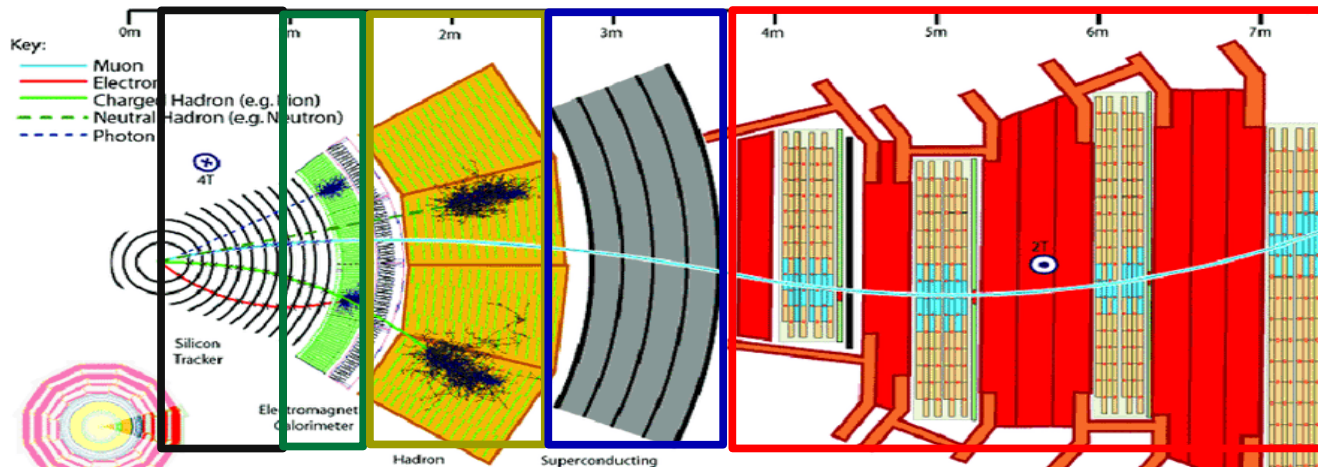 0m
m
2m
3m
4m
5m
6m
7m
Key:
Muon
Electron
Charged Hadron (e.g. Pion)
Neutral Hadron (e.g. Neutron)
Photon
4T
2T
Silicon
Tracker
Electromagnet
Calorimeter
Hadron
Superconducting